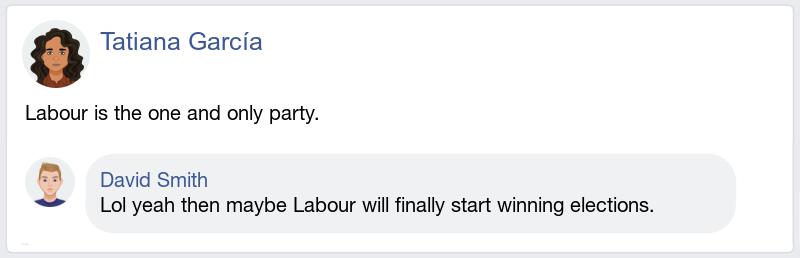 Tatiana García
Labour is the one and only party.
David Smith
Lol yeah then maybe Labour will finally start winning elections.